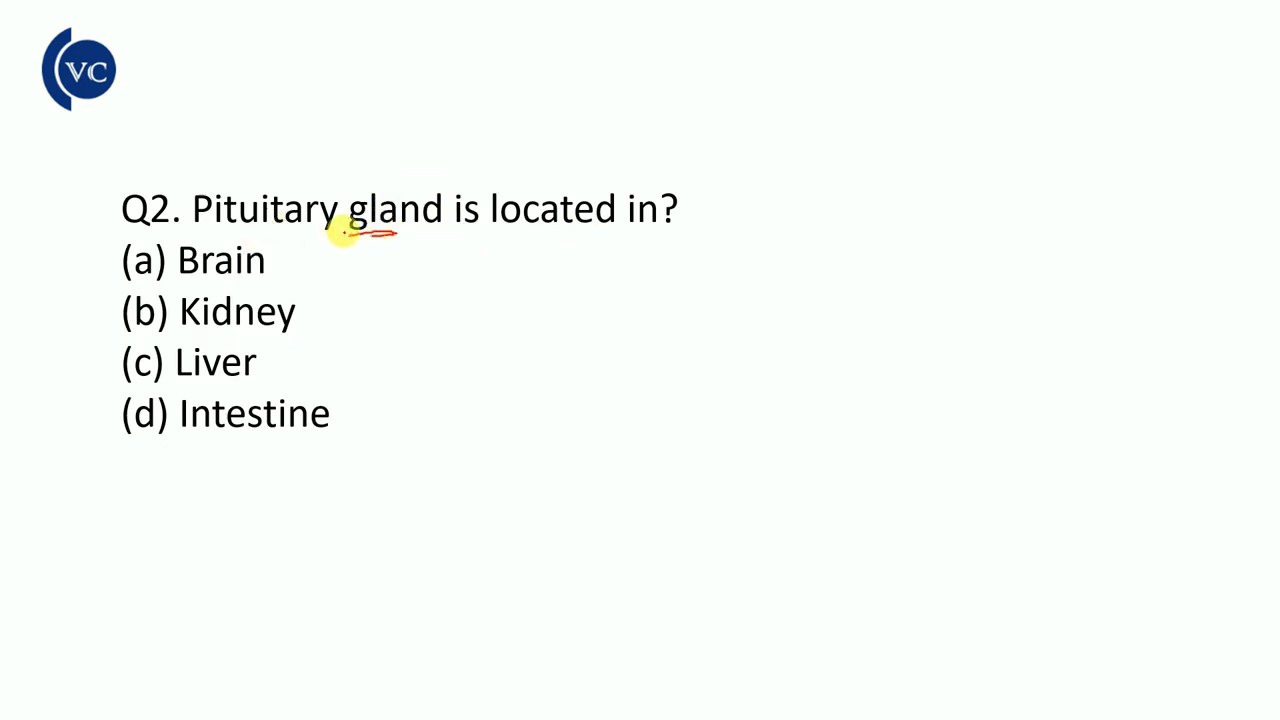 VC
Q2. Pituitary gland is located in?
(a) Brain
(b) Kidney
(c) Liver
(d) Intestine